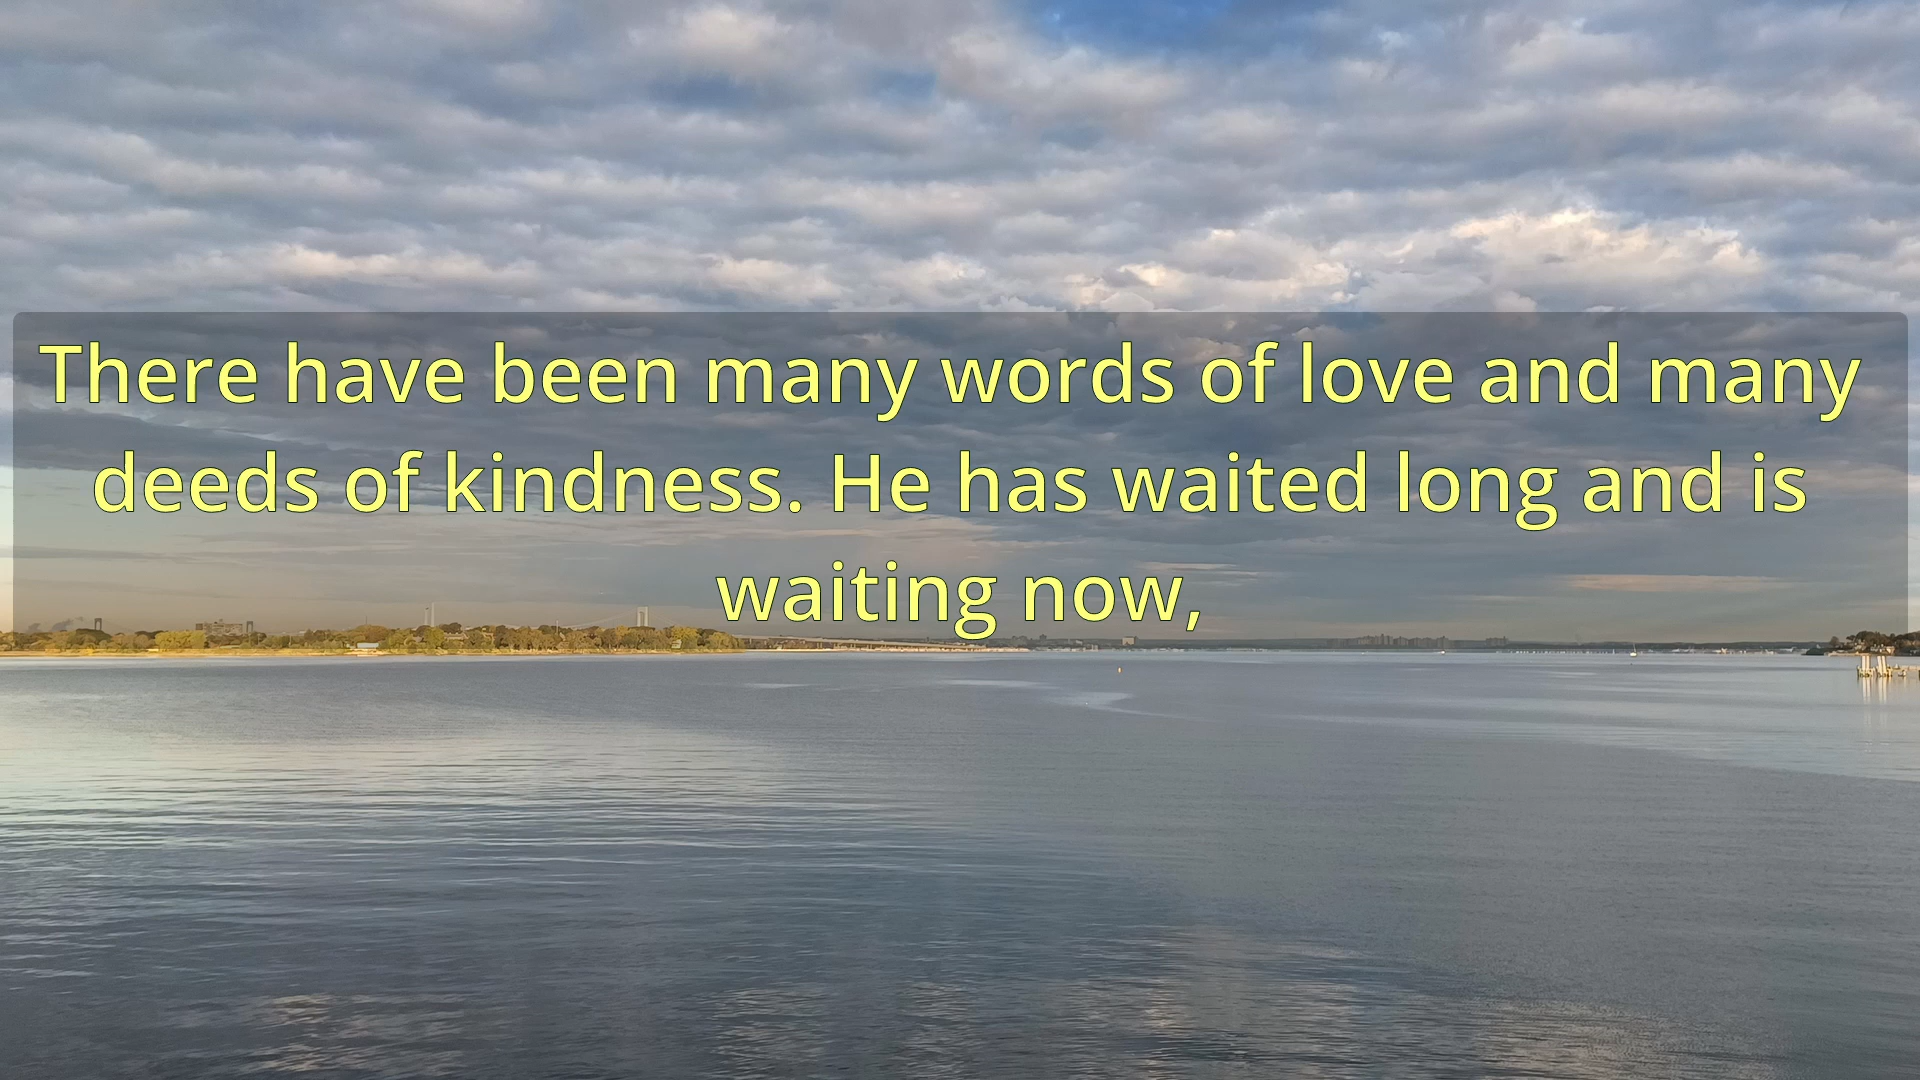 There have been many words of love and many
deeds of kindness. He has waited long and is
waiting now,